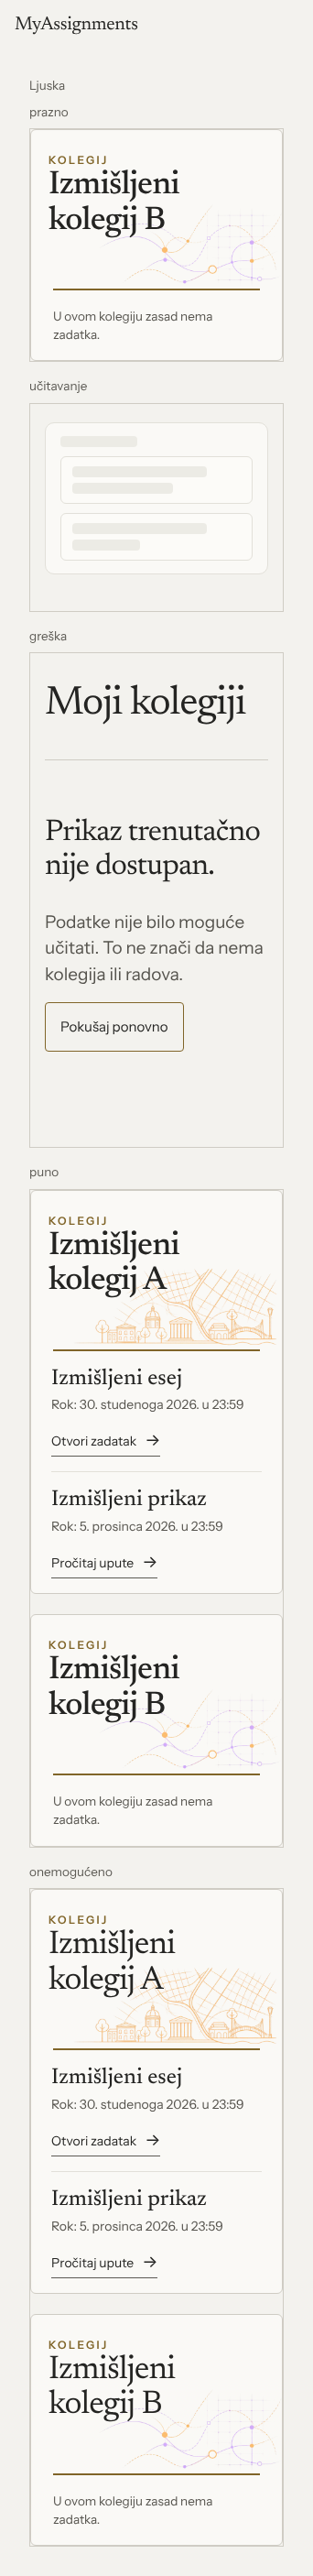 MyAssignments
Ljuska
prazno
KOLEGIJ
Izmišljeni
kolegij B
U ovom kolegiju zasad nema
zadatka.
učitavanje
greška
Moji kolegiji
Prikaz trenutačno
nije dostupan.
Podatke nije bilo moguće
učitati. To ne znači da nema
kolegija ili radova.
Pokušaj ponovno
puno
KOLEGIJ
Izmišljeni
kolegij A
Izmišljeni esej
Rok: 30. studenoga 2026. u 23:59
Otvori zadatak →
Izmišljeni prikaz
Rok: 5. prosinca 2026. u 23:59
Pročitaj upute →
KOLEGIJ
Izmišljeni
kolegij B
U ovom kolegiju zasad nema
zadatka.
onemogućeno
KOLEGIJ
Izmišljeni
kolegij A
Izmišljeni esej
Rok: 30. studenoga 2026. u 23:59
Otvori zadatak →
Izmišljeni prikaz
Rok: 5. prosinca 2026. u 23:59
Pročitaj upute →
KOLEGIJ
Izmišljeni
kolegij B
U ovom kolegiju zasad nema
zadatka.